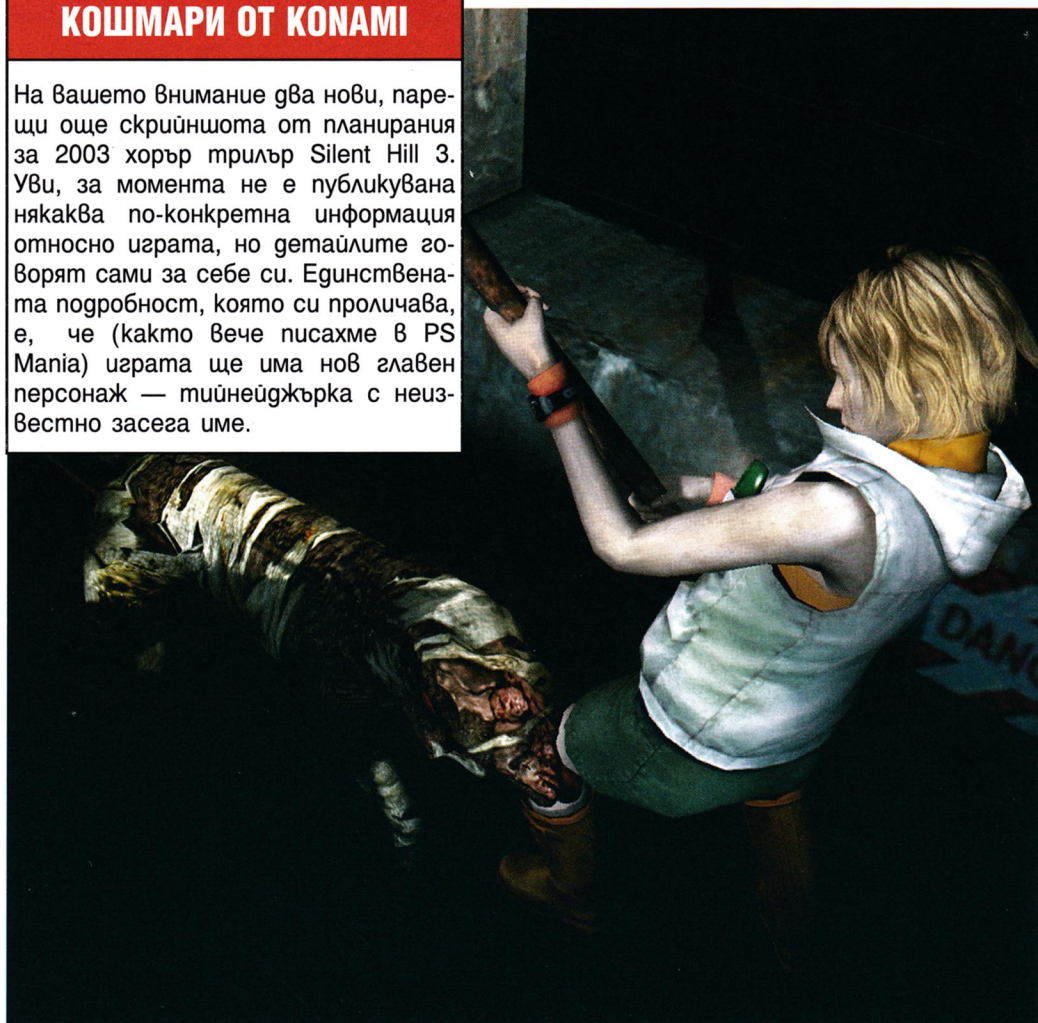 КОШМАРИ ОТ KONAMI
На вашето внимание два нови, паре-
щи още скрийншота от планирания
за 2003 хорър трилър Silent Hill 3.
Уви, за момента не е публикувана
някаква по-конкретна информация
относно играта, но детайлите го-
ворят сами за себе си. Единствена-
та подробност, която си проличава,
е, че (както вече писахме в PS
Mania) играта ще има нов главен
персонаж — тийнейджърка с неиз-
вестно засега име.
DANG